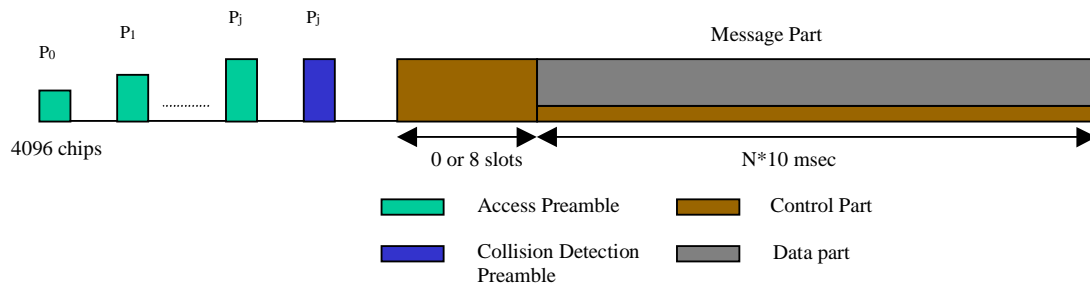 P0
P1
Pj
Pj
Message Part
..............
4096 chips
0 or 8 slots
N*10 msec
Access Preamble
Control Part
Collision Detection
Preamble
Data part